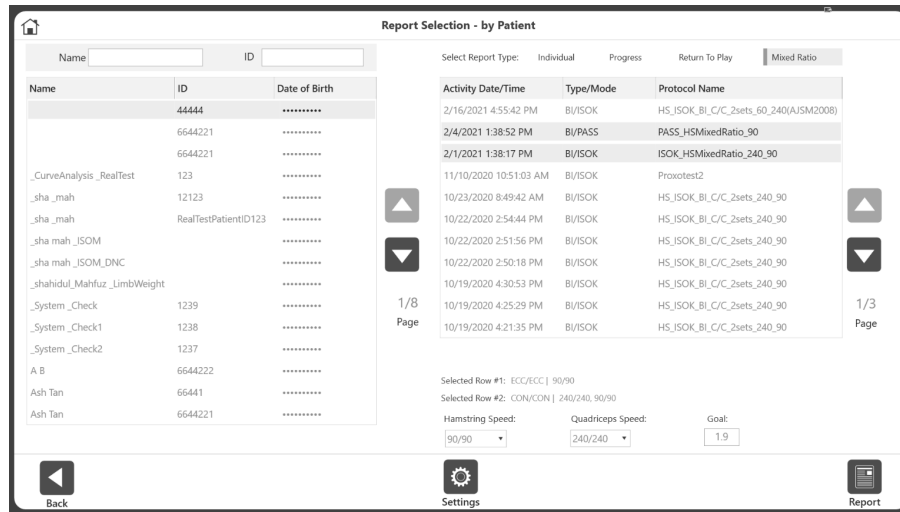 Report Selection - by Patient
Name ID
Name ID Date of Birth
44444 ••••••••••
6644221 ••••••••••
6644221 ••••••••••
_CurveAnalysis _RealTest 123 ••••••••••
_sha _mah 12123 ••••••••••
_sha _mah RealTestPatientID123 ••••••••••
_sha mah _ISOM ••••••••••
_sha mah _ISOM_DNC ••••••••••
_shahidul_Mahfuz _LimbWeight ••••••••••
_System _Check 1239 ••••••••••
_System _Check1 1238 ••••••••••
_System _Check2 1237 ••••••••••
A B 6644222 ••••••••••
Ash Tan 66441 ••••••••••
Ash Tan 6644221 ••••••••••
1/8
Page
Select Report Type: Individual Progress Return To Play Mixed Ratio
Activity Date/Time Type/Mode Protocol Name
2/16/2021 4:55:42 PM BI/ISOK HS_ISOK_BI_C/C_2sets_60_240(AJSM2008)
2/4/2021 1:38:52 PM BI/PASS PASS_HSMixedRatio_90
2/1/2021 1:38:17 PM BI/ISOK ISOK_HSMixedRatio_240_90
11/10/2020 10:51:03 AM BI/ISOK Proxotest2
10/23/2020 8:49:42 AM BI/ISOK HS_ISOK_BI_C/C_2sets_240_90
10/22/2020 2:54:44 PM BI/ISOK HS_ISOK_BI_C/C_2sets_240_90
10/22/2020 2:51:56 PM BI/ISOK HS_ISOK_BI_C/C_2sets_240_90
10/22/2020 2:50:18 PM BI/ISOK HS_ISOK_BI_C/C_2sets_240_90
10/19/2020 4:30:53 PM BI/ISOK HS_ISOK_BI_C/C_2sets_240_90
10/19/2020 4:25:29 PM BI/ISOK HS_ISOK_BI_C/C_2sets_240_90
10/19/2020 4:21:35 PM BI/ISOK HS_ISOK_BI_C/C_2sets_240_90
1/3
Page
Selected Row #1: ECC/ECC | 90/90
Selected Row #2: CON/CON | 240/240, 90/90
Hamstring Speed: Quadriceps Speed: Goal:
90/90 240/240 1.9
Back Settings Report